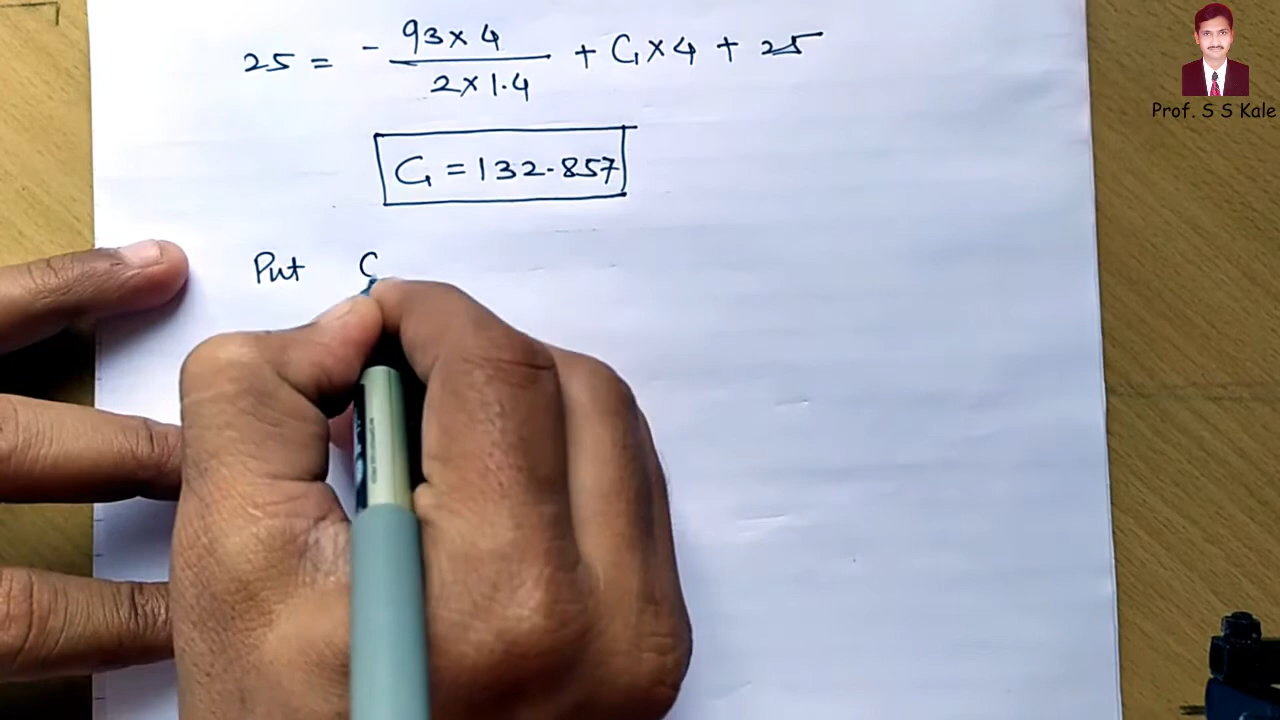 25 = - 93×4 / 2×1.4 + C₁×4 + 25
C₁ = 132.857
Put C
Prof. S S Kale